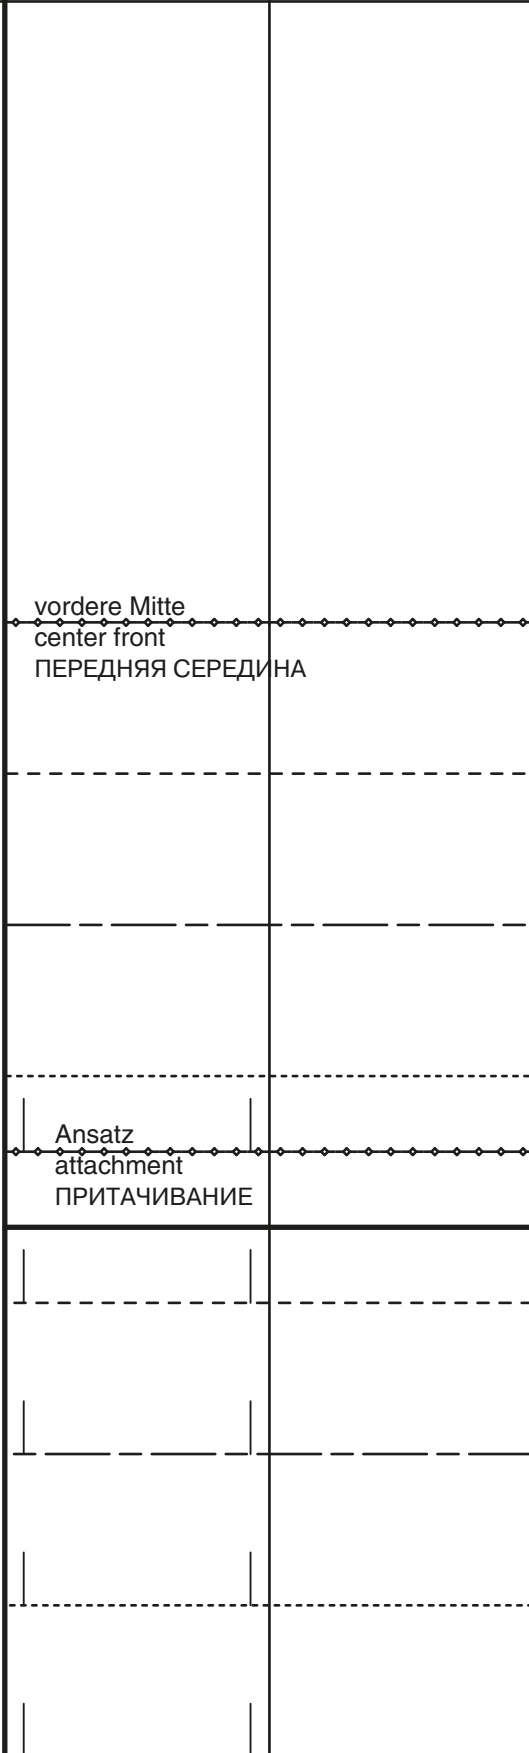 vordere Mitte
center front
ПЕРЕДНЯЯ СЕРЕДИНА
Ansatz
attachment
ПРИТАЧИВАНИЕ